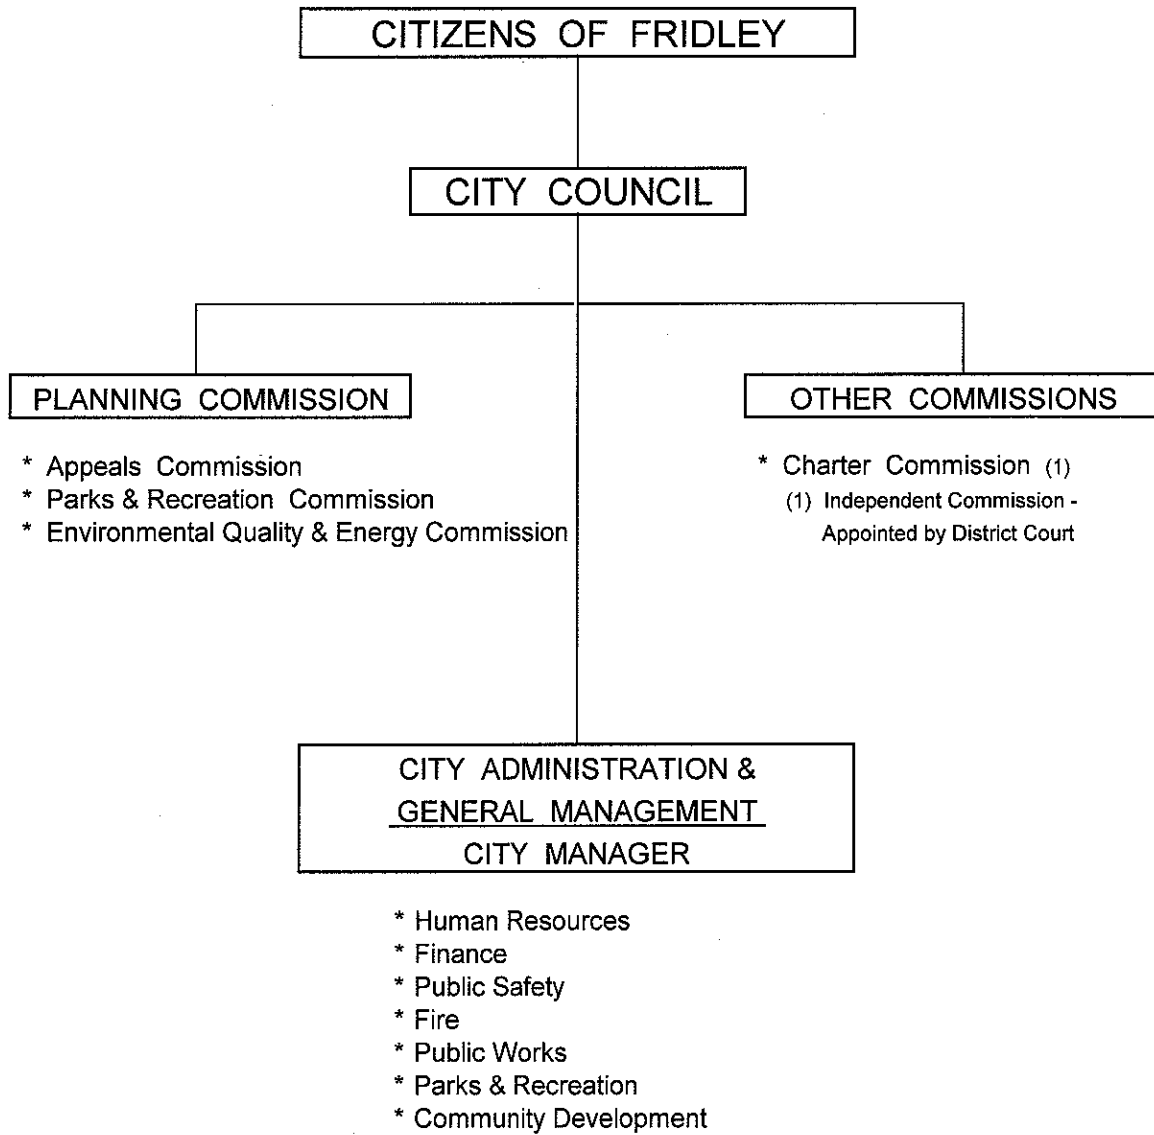 CITIZENS OF FRIDLEY
CITY COUNCIL
PLANNING COMMISSION
* Appeals Commission
* Parks & Recreation Commission
* Environmental Quality & Energy Commission
OTHER COMMISSIONS
* Charter Commission (1)
(1) Independent Commission -
Appointed by District Court
CITY ADMINISTRATION &
GENERAL MANAGEMENT
CITY MANAGER
* Human Resources
* Finance
* Public Safety
* Fire
* Public Works
* Parks & Recreation
* Community Development